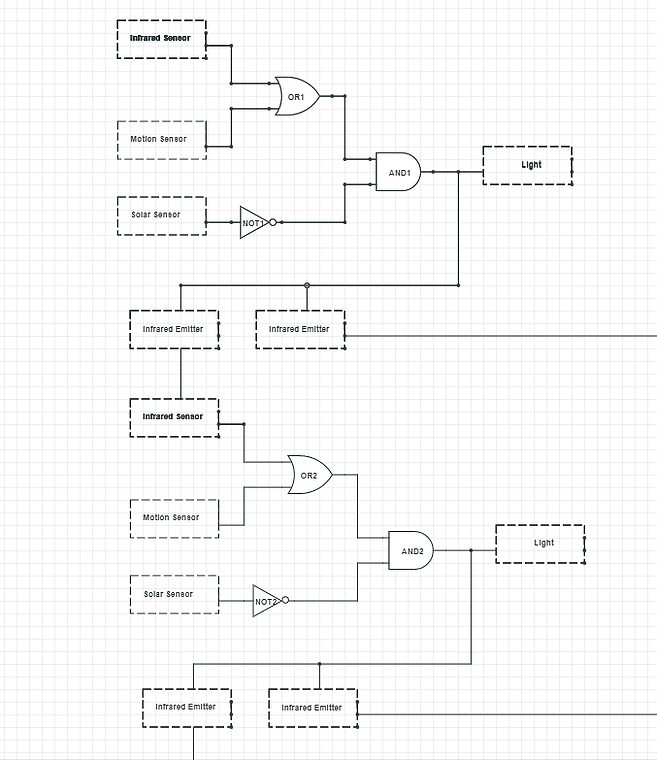 Infrared Sensor
OR1
Motion Sensor
Light
AND1
Solar Sensor
NOT1
Infrared Emitter
Infrared Emitter
Infrared Sensor
OR2
Motion Sensor
Light
AND2
Solar Sensor
NOT2
Infrared Emitter
Infrared Emitter